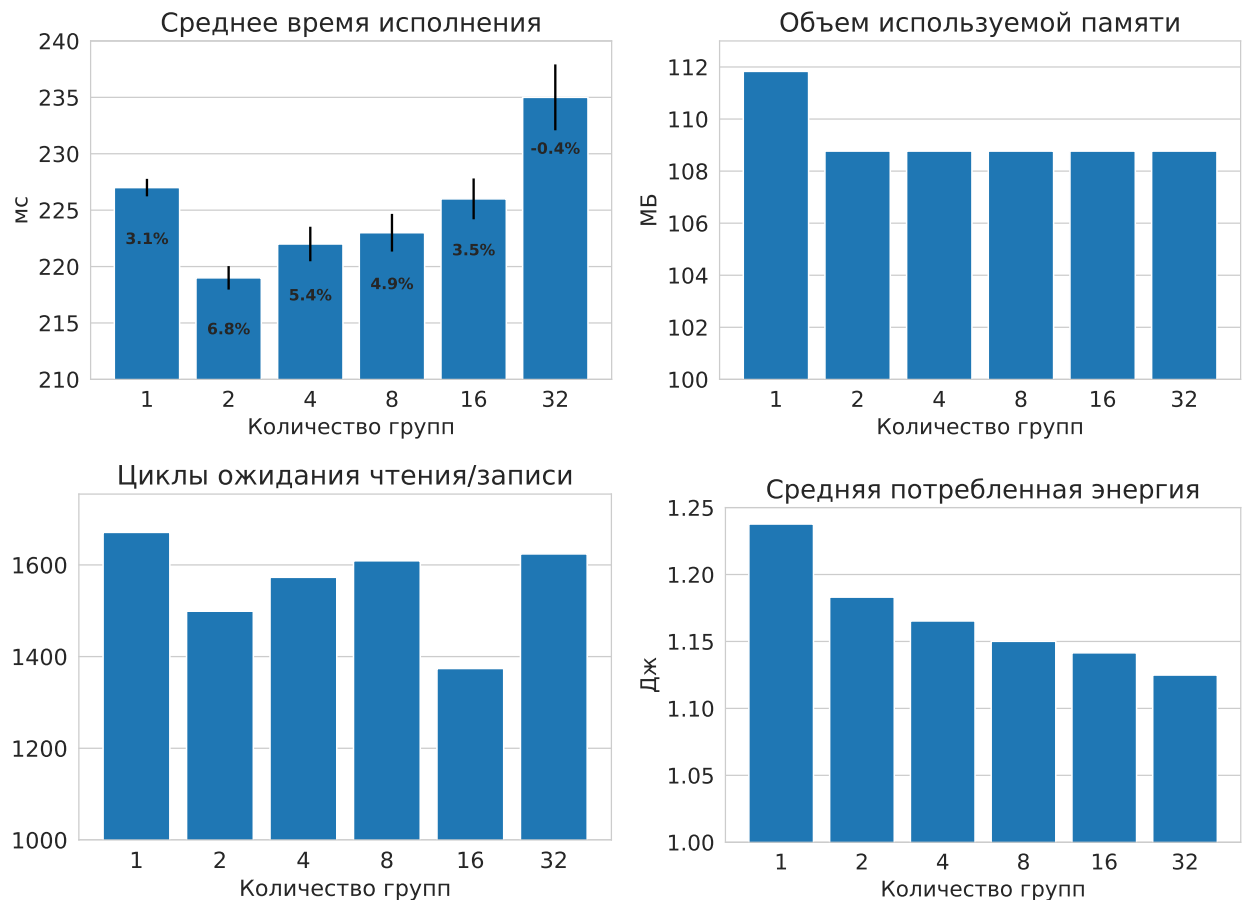 Среднее время исполнения
240
235
230
225
220
215
210
мс
3.1%
6.8%
5.4%
4.9%
3.5%
-0.4%
1 2 4 8 16 32
Количество групп
Объем используемой памяти
112
110
108
106
104
102
100
МБ
1 2 4 8 16 32
Количество групп
Циклы ожидания чтения/записи
1600
1400
1200
1000
1 2 4 8 16 32
Количество групп
Средняя потребленная энергия
1.25
1.20
1.15
1.10
1.05
1.00
Дж
1 2 4 8 16 32
Количество групп